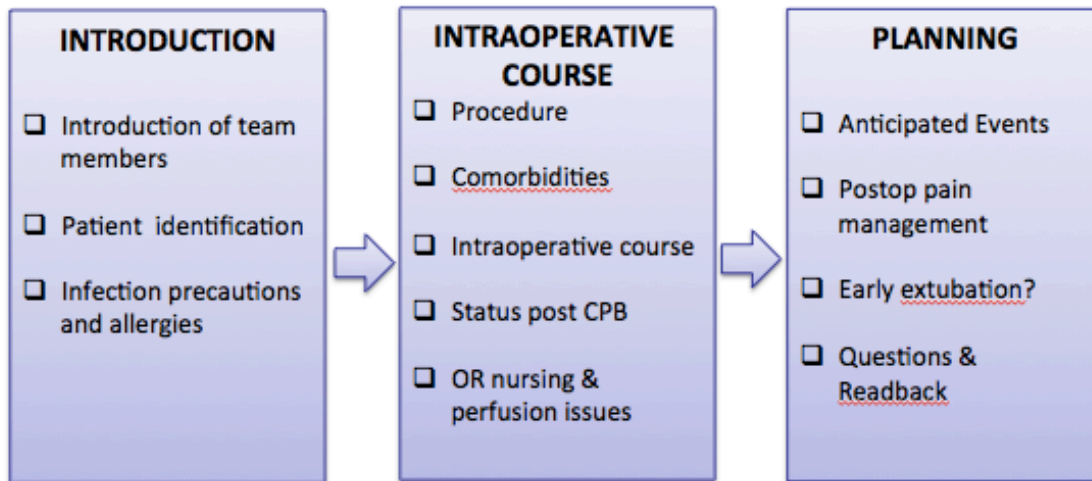 INTRODUCTION
❑ Introduction of team
members
❑ Patient identification
❑ Infection precautions
and allergies
INTRAOPERATIVE
COURSE
❑ Procedure
❑ Comorbidities
❑ Intraoperative course
❑ Status post CPB
❑ OR nursing &
perfusion issues
PLANNING
❑ Anticipated Events
❑ Postop pain
management
❑ Early extubation?
❑ Questions &
Readback